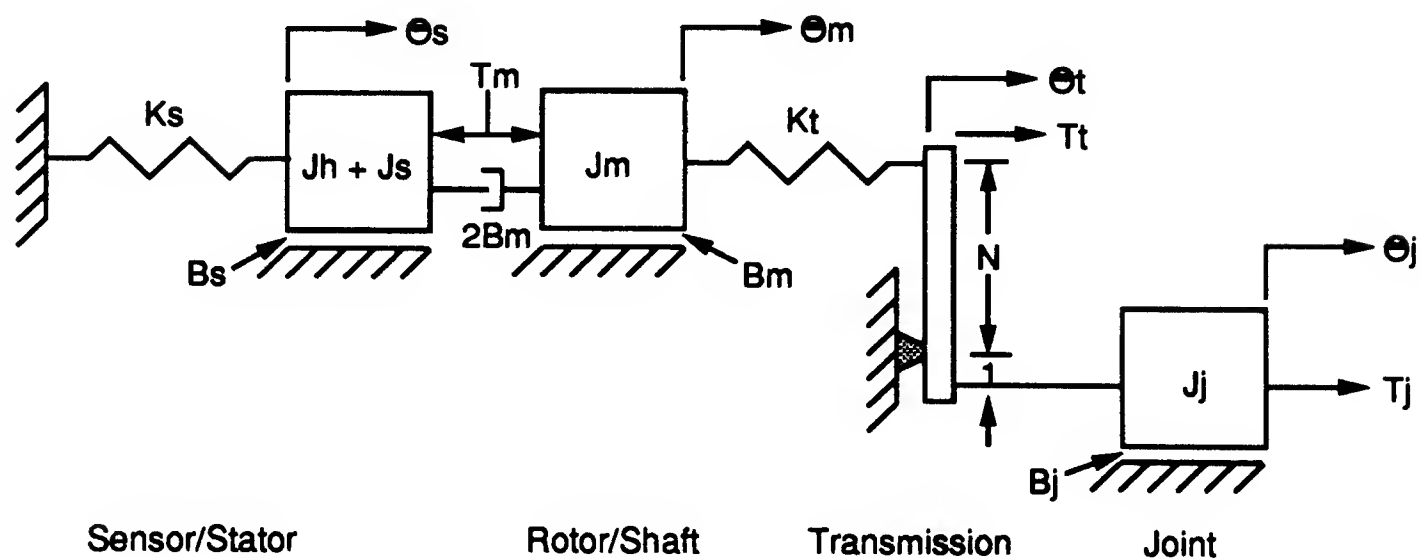 Θs
Θm
Tm
Θt
Ks
Kt
Tt
Jh + Js
Jm
2Bm
N
Θj
Bs
Bm
1
Jj
Tj
Bj
Sensor/Stator
Rotor/Shaft
Transmission
Joint